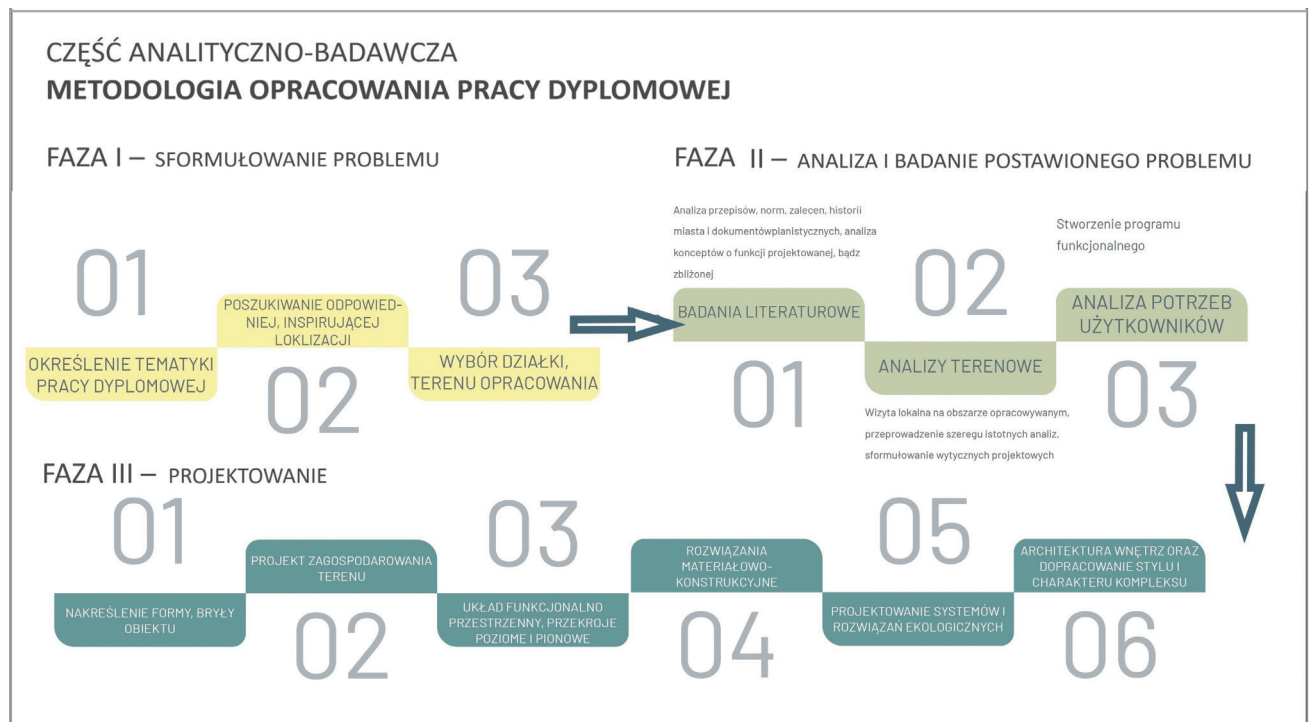 CZĘŚĆ ANALITYCZNO-BADAWCZA
METODOLOGIA OPRACOWANIA PRACY DYPLOMOWEJ
FAZA I – SFORMUŁOWANIE PROBLEMU
01
OKREŚLENIE TEMATYKI
PRACY DYPLOMOWEJ
POSZUKIWANIE ODPOWIED-
NIEJ, INSPIRUJĄCEJ
LOKLIZACJI
02
03
WYBÓR DZIAŁKI,
TERENU OPRACOWANIA
FAZA II – ANALIZA I BADANIE POSTAWIONEGO PROBLEMU
Analiza przepisów, norm, zalecen, historii
miasta i dokumentówplanistycznych, analiza
konceptów o funkcji projektowanej, bądz
zbliżonej
BADANIA LITERATUROWE
01
02
ANALIZY TERENOWE
Wizyta lokalna na obszarze opracowywanym,
przeprowadzenie szeregu istotnych analiz,
sformułowanie wytycznych projektowych
Stworzenie programu
funkcjonalnego
ANALIZA POTRZEB
UŻYTKOWNIKÓW
03
FAZA III – PROJEKTOWANIE
01
NAKREŚLENIE FORMY, BRYŁY
OBIEKTU
PROJEKT ZAGOSPODAROWANIA
TERENU
02
03
UKŁAD FUNKCJONALNO
PRZESTRZENNY, PRZEKROJE
POZIOME I PIONOWE
ROZWIĄZANIA
MATERIAŁOWO-
KONSTRUKCYJNE
04
05
PROJEKTOWANIE SYSTEMÓW I
ROZWIĄZAŃ EKOLOGICZNYCH
ARCHITEKTURA WNĘTRZ ORAZ
DOPRACOWANIE STYLU I
CHARAKTERU KOMPLEKSU
06